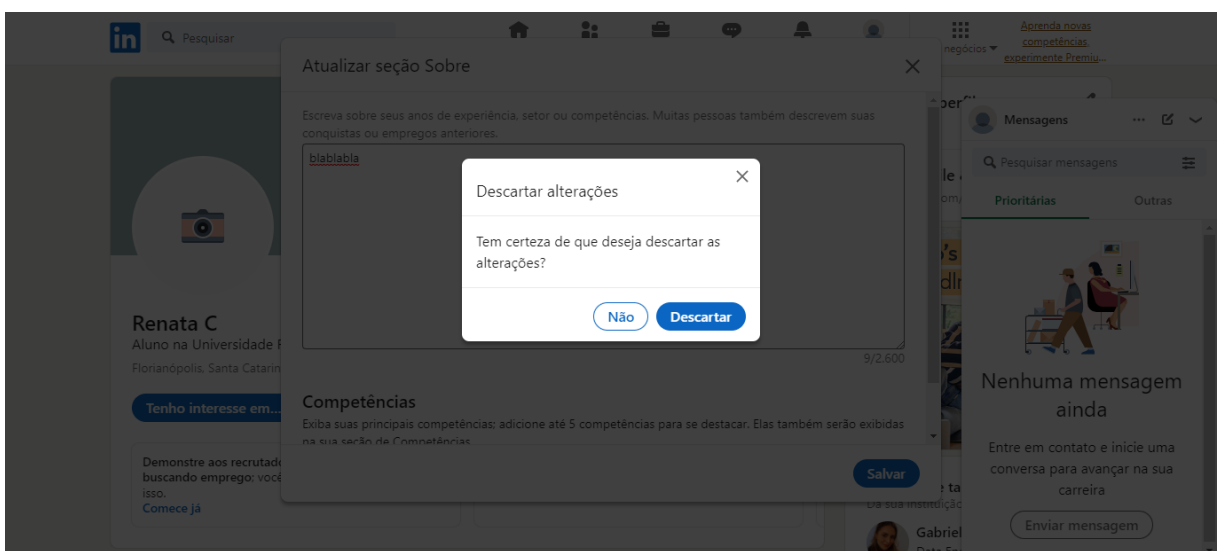 in
Pesquisar
negócios
Aprenda novas
competências,
experimente Premiu...
Atualizar seção Sobre
Escreva sobre seus anos de experiência, setor ou competências. Muitas pessoas também descrevem suas
conquistas ou empregos anteriores.
blablabla
9/2.600
Descartar alterações
Tem certeza de que deseja descartar as
alterações?
Não
Descartar
Competências
Exiba suas principais competências: adicione até 5 competências para se destacar. Elas também serão exibidas
na sua seção de Competências.
Salvar
Renata C
Aluno na Universidade F
Florianópolis, Santa Catarin
Tenho interesse em...
Demonstre aos recrutado
buscando emprego: você
isso.
Comece já
Mensagens
Pesquisar mensagens
Prioritárias
Outras
Nenhuma mensagem
ainda
Entre em contato e inicie uma
conversa para avançar na sua
carreira
Enviar mensagem
Da sua instituição
Gabriel